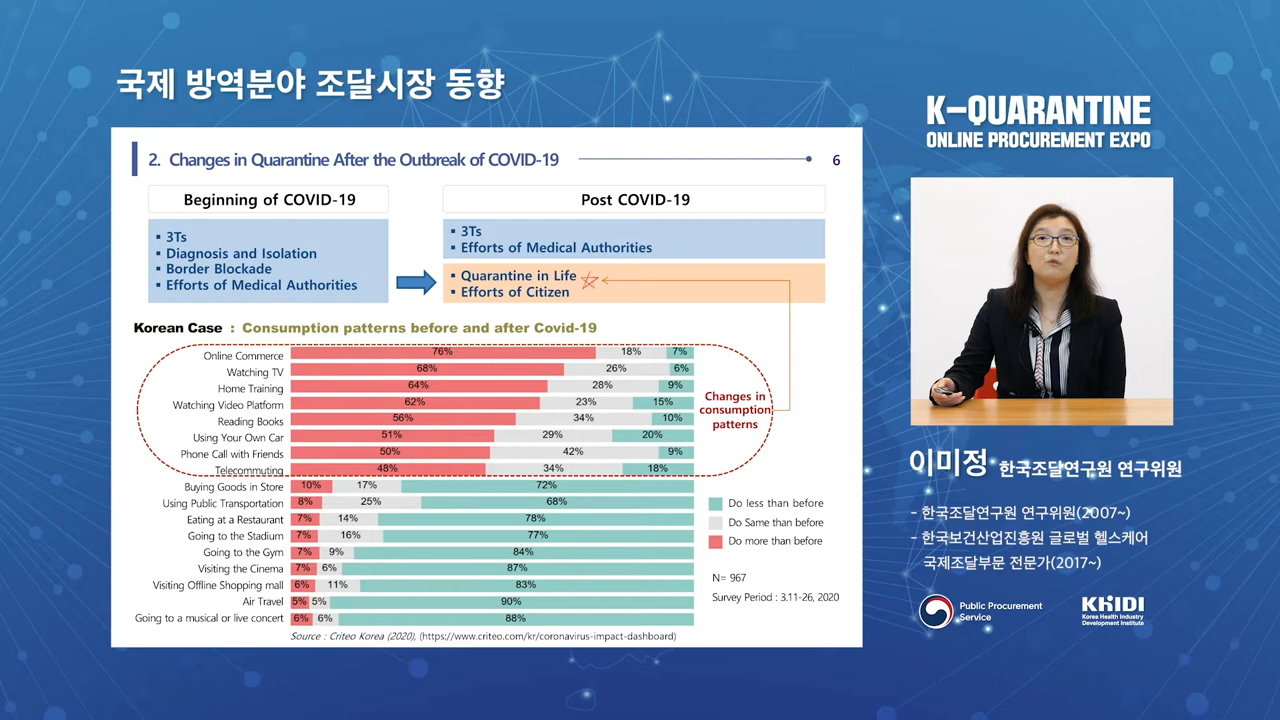 국제 방역분야 조달시장 동향
K-QUARANTINE
ONLINE PROCUREMENT EXPO
2. Changes in Quarantine After the Outbreak of COVID-19
6
Beginning of COVID-19
▪ 3Ts
▪ Diagnosis and Isolation
▪ Border Blockade
▪ Efforts of Medical Authorities
Post COVID-19
▪ 3Ts
▪ Efforts of Medical Authorities
▪ Quarantine in Life
▪ Efforts of Citizen
Korean Case : Consumption patterns before and after Covid-19
Online Commerce 76% 18% 7%
Watching TV 68% 26% 6%
Home Training 64% 28% 9%
Watching Video Platform 62% 23% 15%
Reading Books 56% 34% 10%
Using Your Own Car 51% 29% 20%
Phone Call with Friends 50% 42% 9%
Telecommuting 48% 34% 18%
Buying Goods in Store 10% 17% 72%
Using Public Transportation 8% 25% 68%
Eating at a Restaurant 7% 14% 78%
Going to the Stadium 7% 16% 77%
Going to the Gym 7% 9% 84%
Visiting the Cinema 7% 6% 87%
Visiting Offline Shopping mall 6% 11% 83%
Air Travel 5% 5% 90%
Going to a musical or live concert 6% 6% 88%
Changes in
consumption
patterns
Do less than before
Do Same than before
Do more than before
N= 967
Survey Period : 3.11-26, 2020
Source : Criteo Korea (2020), (https://www.criteo.com/kr/coronavirus-impact-dashboard)
이미정 한국조달연구원 연구위원
- 한국조달연구원 연구위원(2007~)
- 한국보건산업진흥원 글로벌 헬스케어
국제조달부문 전문가(2017~)
Public Procurement
Service
KHIDI
Korea Health Industry
Development Institute